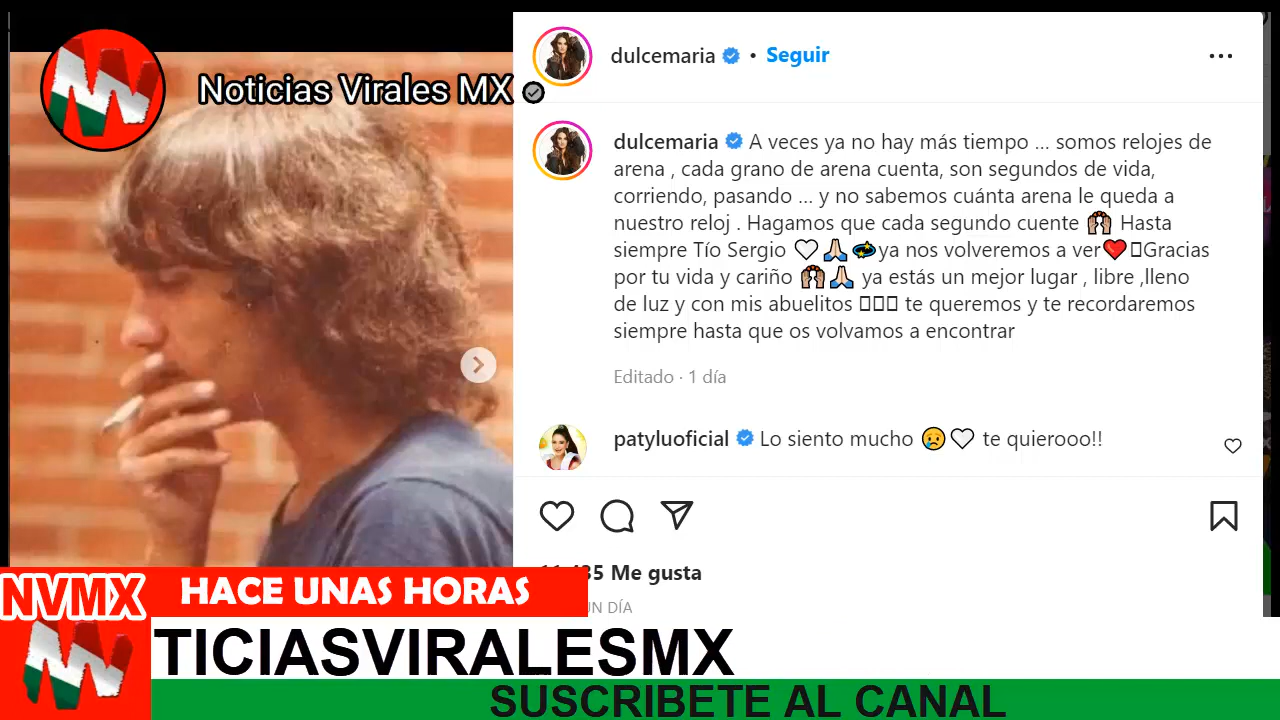 Noticias Virales MX
dulcemaria • Seguir
dulcemaria A veces ya no hay más tiempo ... somos relojes de
arena , cada grano de arena cuenta, son segundos de vida,
corriendo, pasando ... y no sabemos cuánta arena le queda a
nuestro reloj . Hagamos que cada segundo cuente 🙌🏽 Hasta
siempre Tío Sergio 🤍🙏🏻💫ya nos volveremos a ver❤️Gracias
por tu vida y cariño 🙌🏽🙏🏻 ya estás un mejor lugar , libre ,lleno
de luz y con mis abuelitos te queremos y te recordaremos
siempre hasta que os volvamos a encontrar
Editado · 1 día
patyluoficial Lo siento mucho 😢🤍 te quierooo!!
Me gusta
UN DÍA
NVMX
HACE UNAS HORAS
TICIASVIRALESMX
SUSCRIBETE AL CANAL